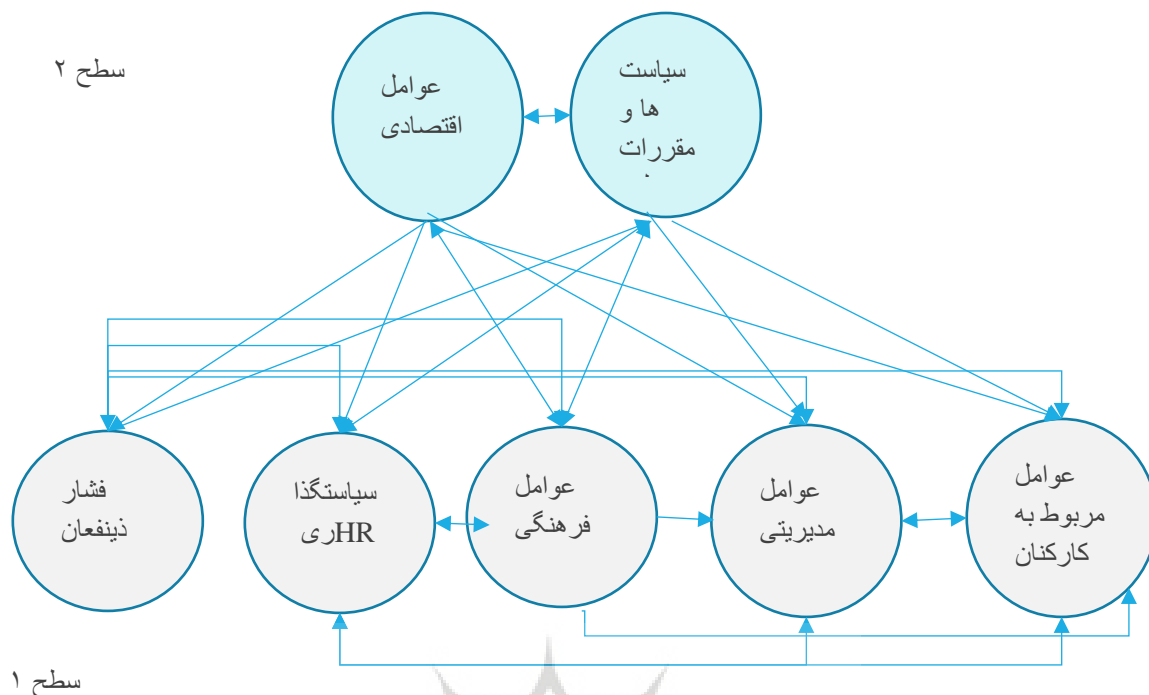 سطح ۲
سیاست
ها و
مقررات
عوامل
اقتصادی
عوامل
مربوط به
کارکنان
عوامل
مدیریتی
عوامل
فرهنگی
سیاستگذا
HRری
فشار
ذینفعان
سطح ۱